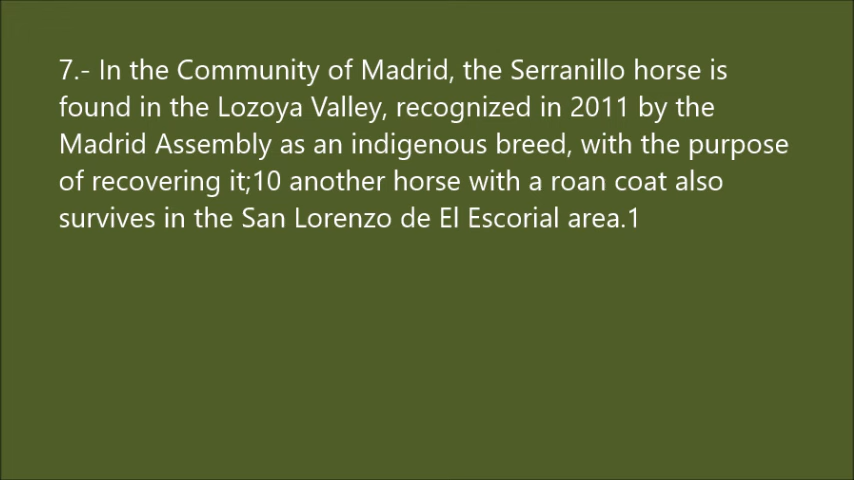 7.- In the Community of Madrid, the Serranillo horse is
found in the Lozoya Valley, recognized in 2011 by the
Madrid Assembly as an indigenous breed, with the purpose
of recovering it;10 another horse with a roan coat also
survives in the San Lorenzo de El Escorial area.1